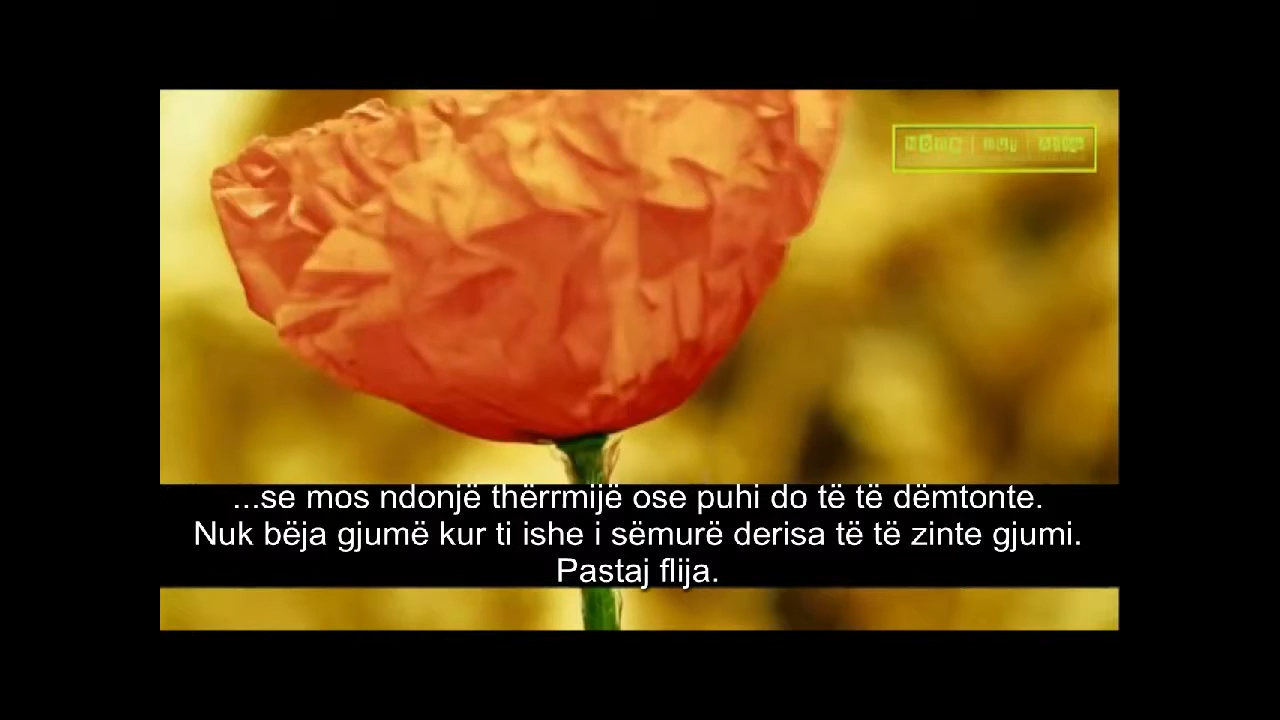 ...se mos ndonjë thërrmijë ose puhi do të të dëmtonte.
Nuk bëja gjumë kur ti ishe i sëmurë derisa të të zinte gjumi.
Pastaj flija.